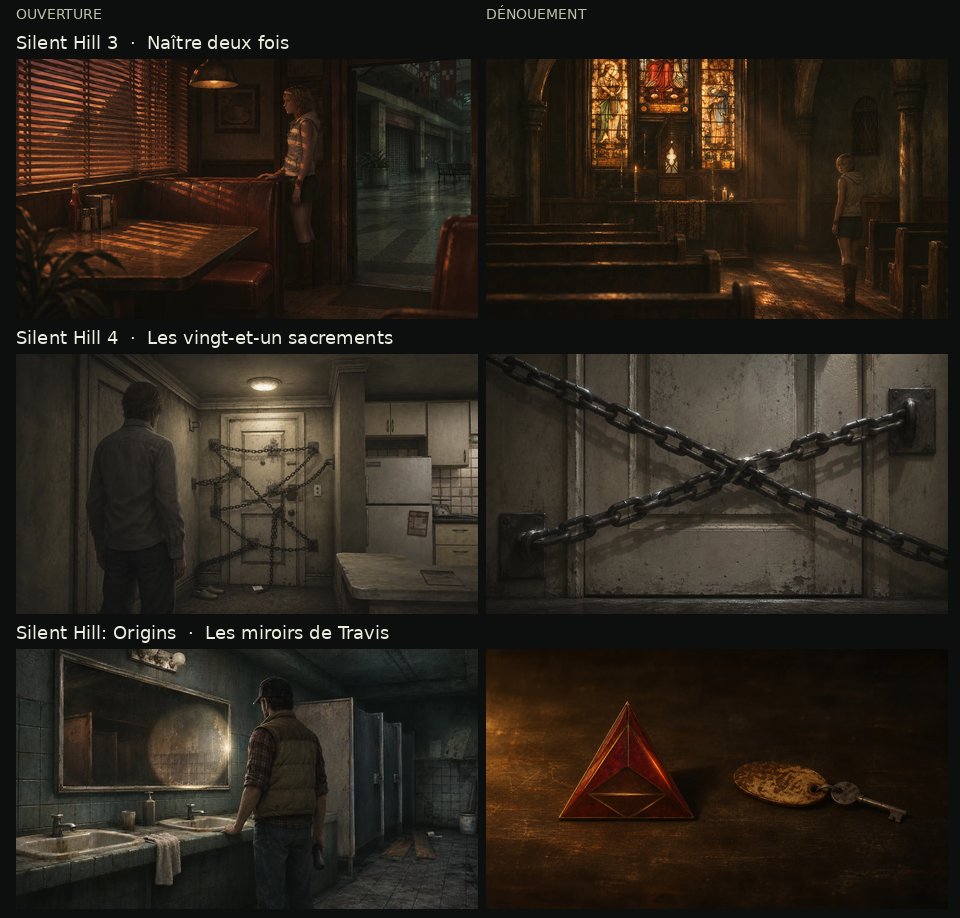 OUVERTURE
DÉNOUEMENT
Silent Hill 3 · Naître deux fois
Silent Hill 4 · Les vingt-et-un sacrements
Silent Hill: Origins · Les miroirs de Travis